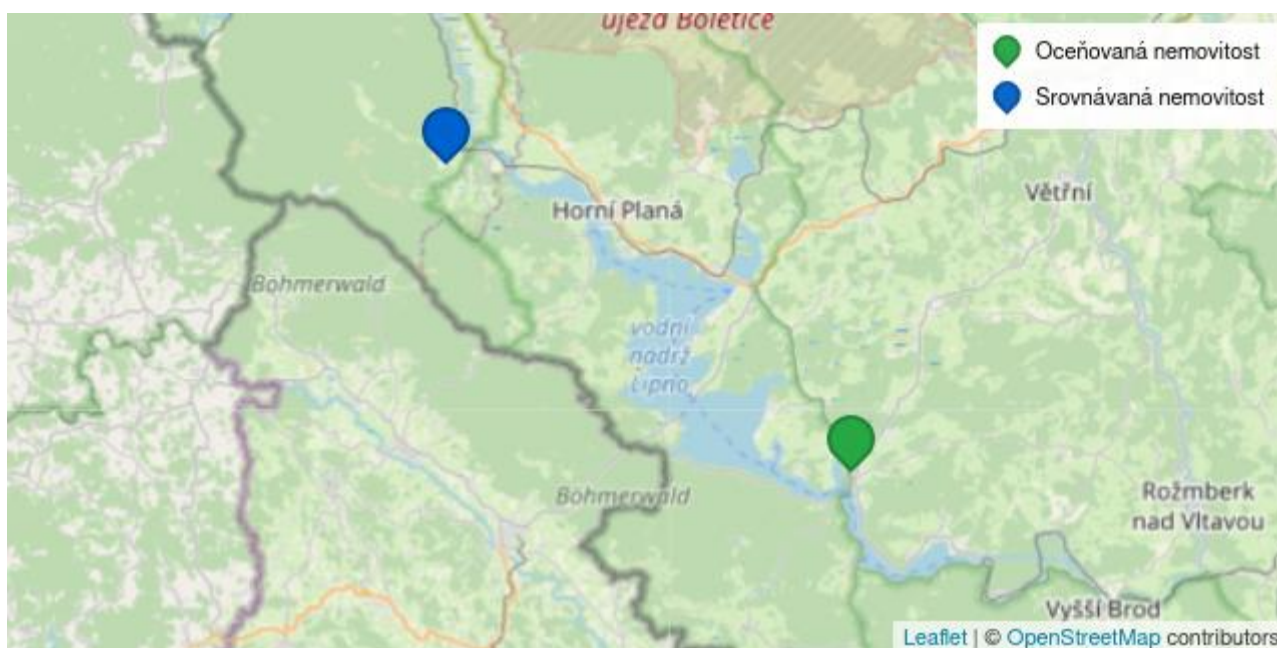 újezd Boletice
Oceňovaná nemovitost
Srovnávaná nemovitost
Větřní
Horní Planá
Böhmerwald
vodní
nádrž
Lipno
Böhmerwald
Rožmberk
nad Vltavou
Vyšší Brod
Leaflet | © OpenStreetMap contributors